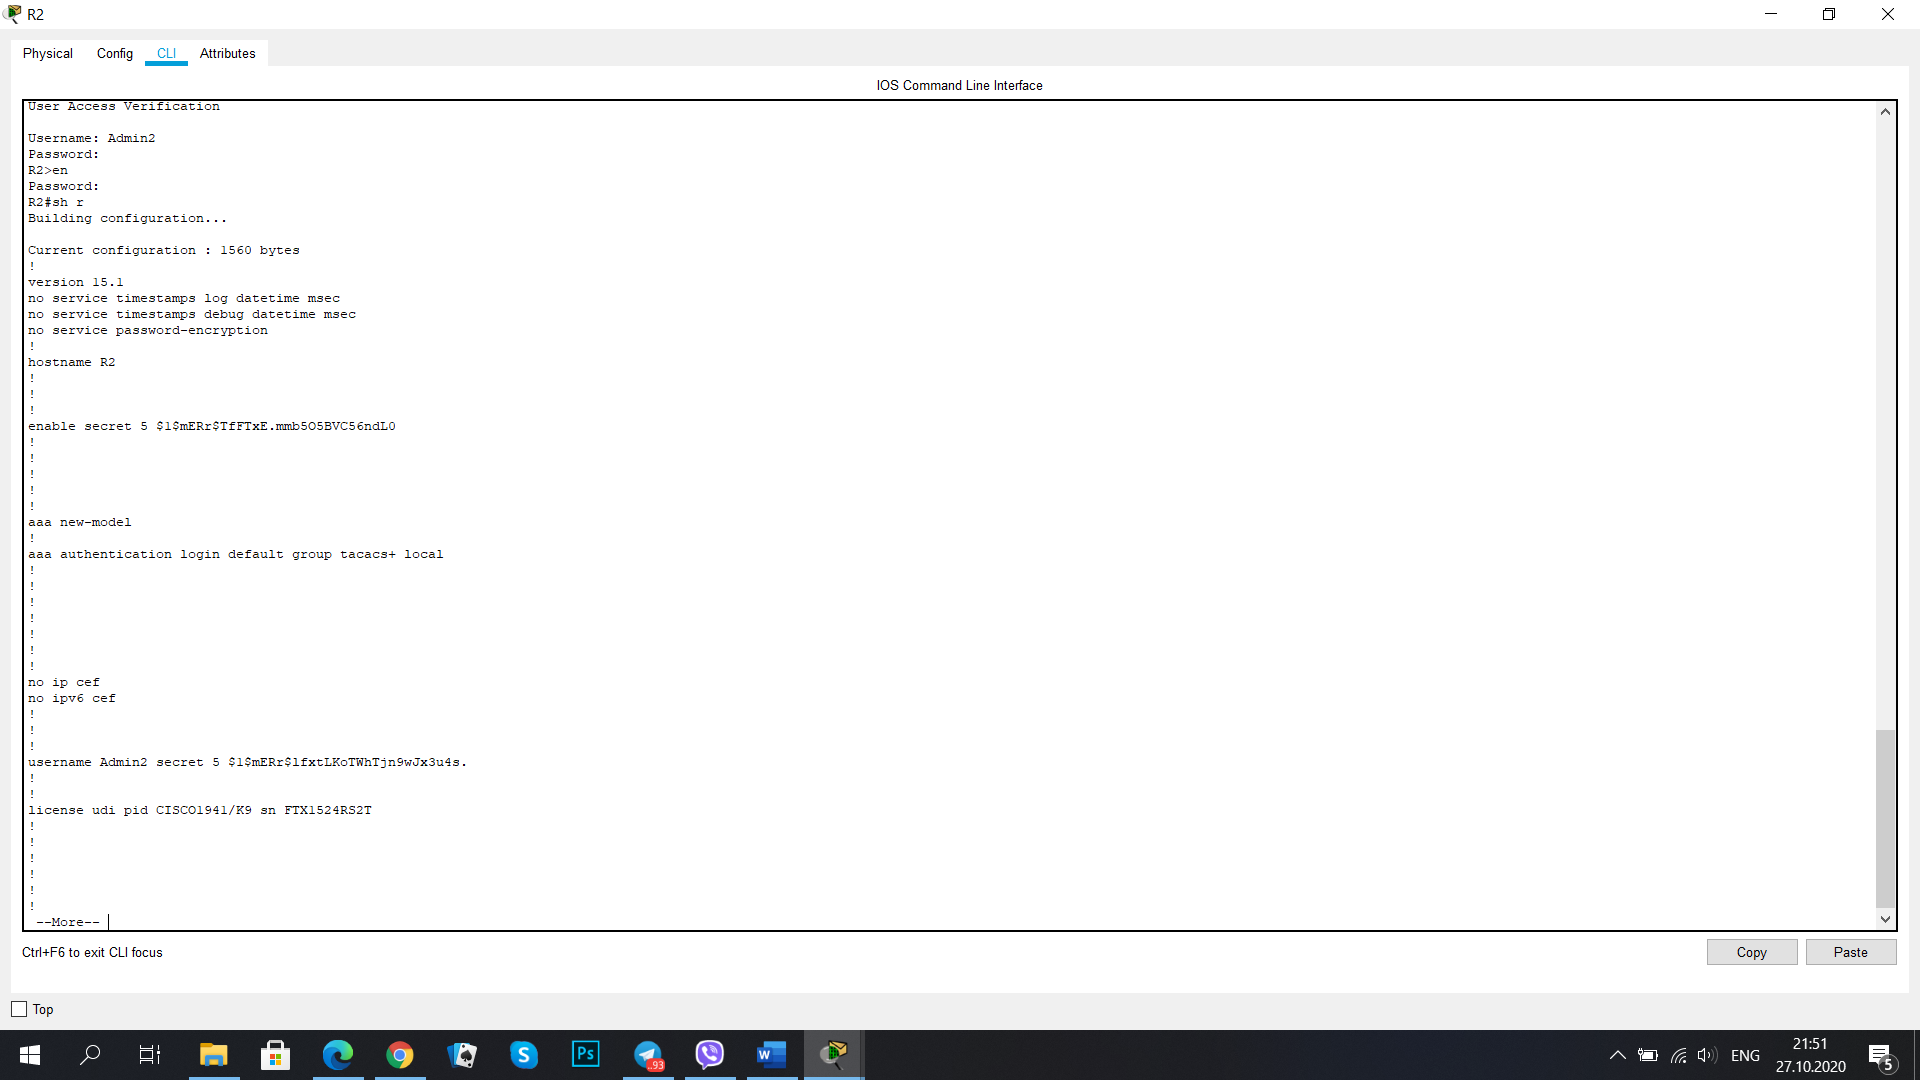 R2
Physical Config CLI Attributes
IOS Command Line Interface
User Access Verification
Username: Admin2
Password:
R2>en
Password:
R2#sh r
Building configuration...
Current configuration : 1560 bytes
!
version 15.1
no service timestamps log datetime msec
no service timestamps debug datetime msec
no service password-encryption
!
hostname R2
!
!
!
enable secret 5 $1$mERr$TfFTxE.mmb5O5BVC56ndL0
!
!
!
!
!
aaa new-model
!
aaa authentication login default group tacacs+ local
!
!
!
!
!
!
!
no ip cef
no ipv6 cef
!
!
!
username Admin2 secret 5 $1$mERr$lfxtLKoTWhTjn9wJx3u4s.
!
!
license udi pid CISCO1941/K9 sn FTX1524RS2T
!
!
!
!
!
!
--More--
Ctrl+F6 to exit CLI focus
Copy Paste
Top
S Ps ..93 W ENG 21:51 5
27.10.2020